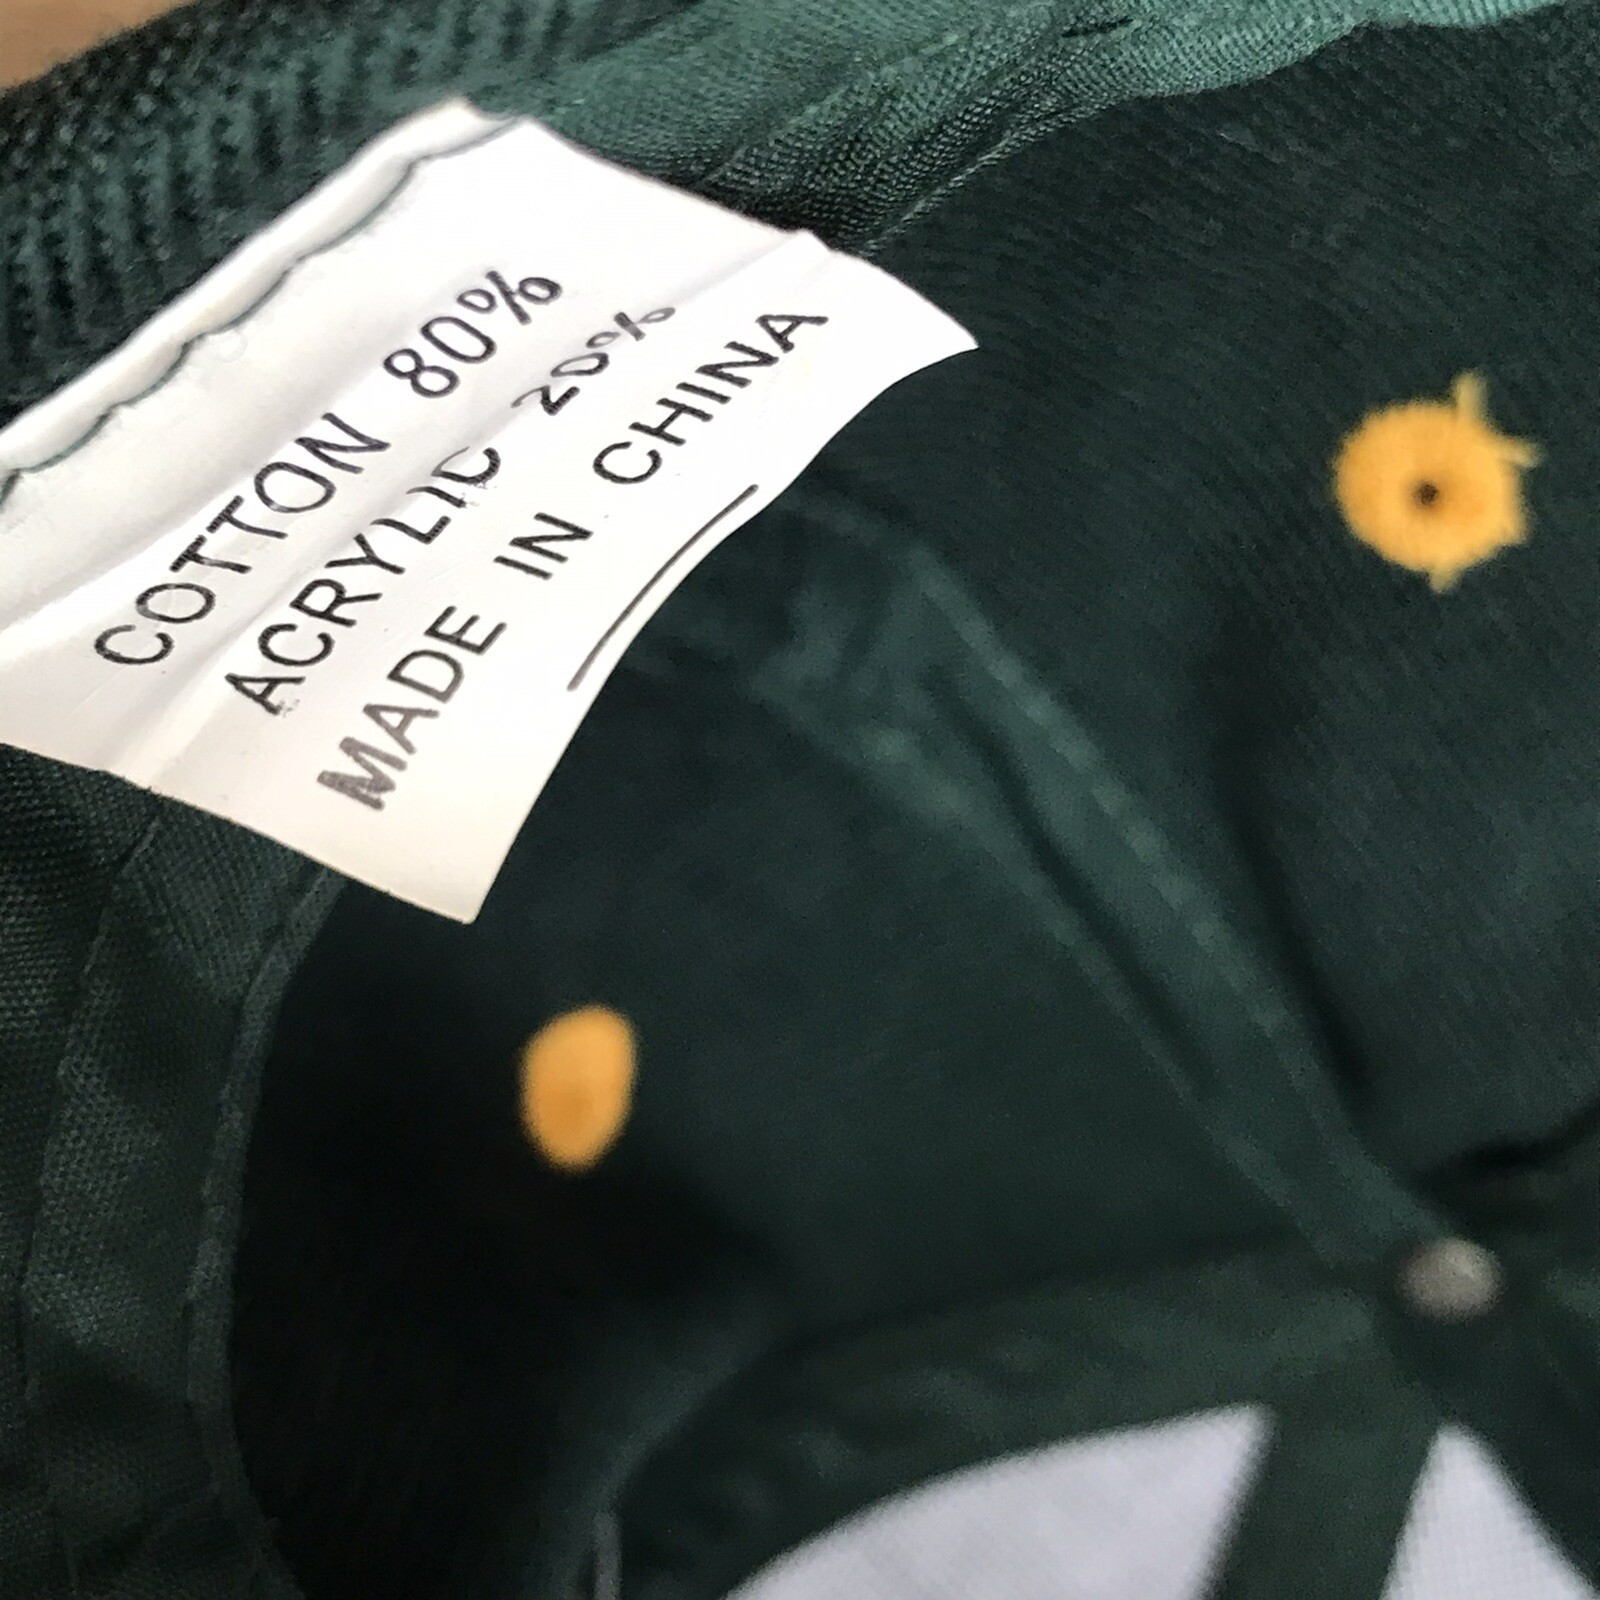 COTTON 80%
ACRYLIC 20%
MADE IN CHINA